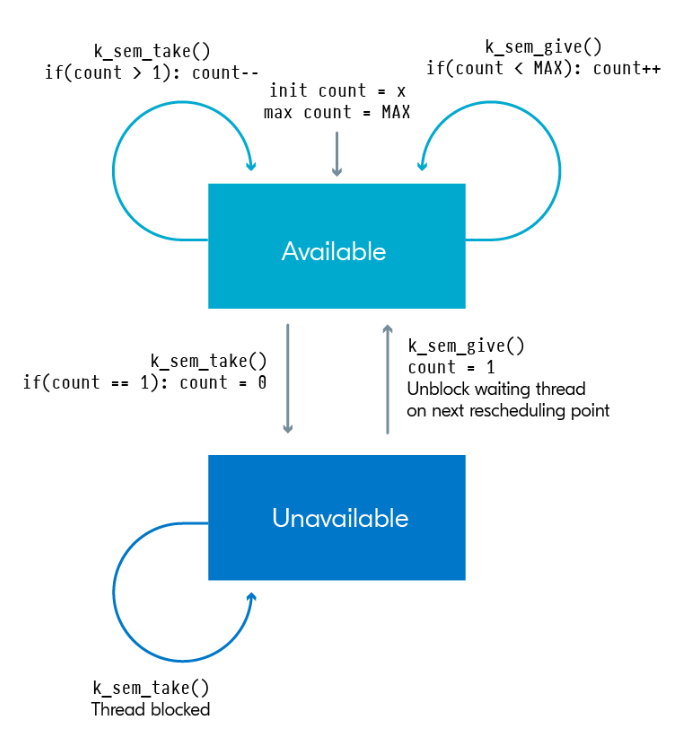 k_sem_take()
if(count > 1): count--
k_sem_give()
if(count < MAX): count++
init count = x
max count = MAX
Available
k_sem_take()
if(count == 1): count = 0
k_sem_give()
count = 1
Unblock waiting thread
on next rescheduling point
Unavailable
k_sem_take()
Thread blocked